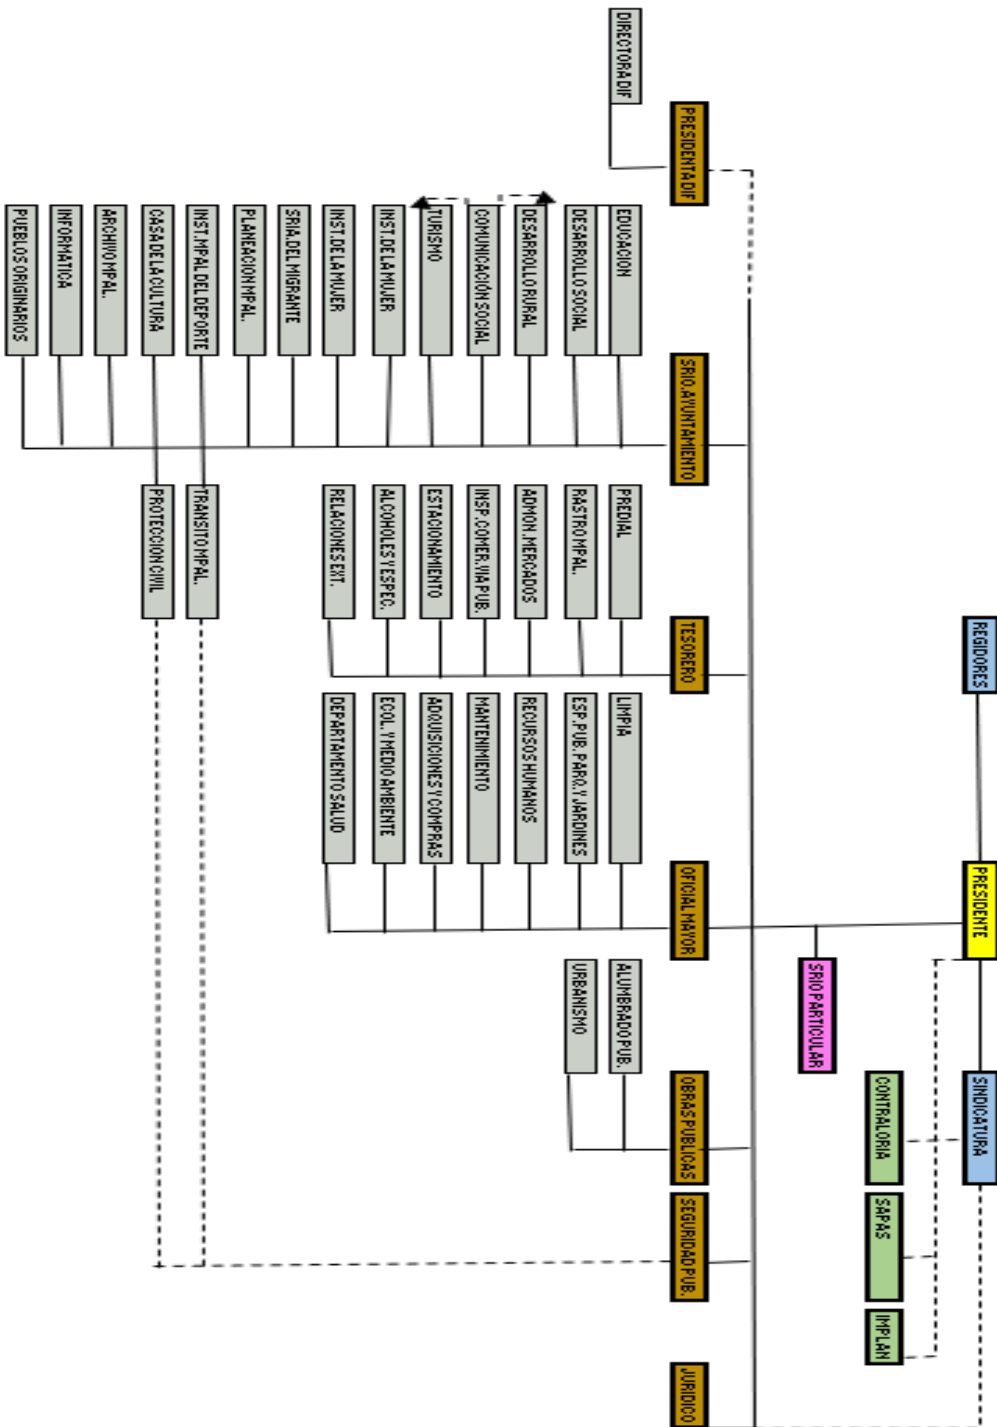 REGIDORES
PRESIDENTE
SINDICATURA
CONTRALORIA
SAPAS
IMPLAN
SRIO PARTICULAR
PRESIDENTA DIF
SRIO. AYUNTAMIENTO
TESORERO
OFICIAL MAYOR
OBRAS PUBLICAS
SEGURIDAD PUB.
JURIDICO
DIRECTORA DIF
EDUCACION
DESARROLLO SOCIAL
DESARROLLO RURAL
COMUNICACIÓN SOCIAL
TURISMO
INST. DE LA MUJER
INST. DE LA MUJER
SRIA. DEL MIGRANTE
PLANEACION MPAL.
INST. MPAL DEL DEPORTE
CASA DE LA CULTURA
ARCHIVO MPAL.
INFORMATICA
PUEBLOS ORIGINARIOS
PREDIAL
RASTRO MPAL.
ADMON. MERCADOS
INSP. COMER. VIA PUB.
ESTACIONAMIENTO
ALCOHOLES Y ESPEC.
RELACIONES EXT.
TRANSITO MPAL.
PROTECCION CIVIL
LIMPIA
ESP. PUB. PARQ. Y JARDINES
RECURSOS HUMANOS
MANTENIMIENTO
ADQUISICIONES Y COMPRAS
ECOL. Y MEDIO AMBIENTE
DEPARTAMENTO SALUD
ALUMBRADO PUB.
URBANISMO